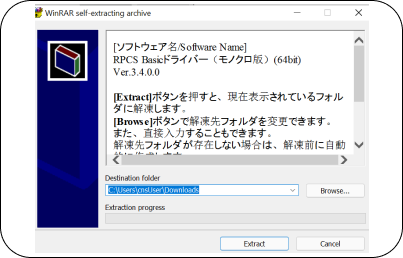 WinRAR self-extracting archive
[ソフトウェア名/Software Name]
RPCS Basicドライバー（モノクロ版）(64bit)
Ver.3.4.0.0
[Extract]ボタンを押すと、現在表示されているフォル
ダに解凍します。
[Browse]ボタンで解凍先フォルダを変更できます。
また、直接入力することもできます。
解凍先フォルダが存在しない場合は、解凍前に自動
Destination folder
C:\Users\cnsUser\Downloads
Browse...
Extraction progress
Extract
Cancel